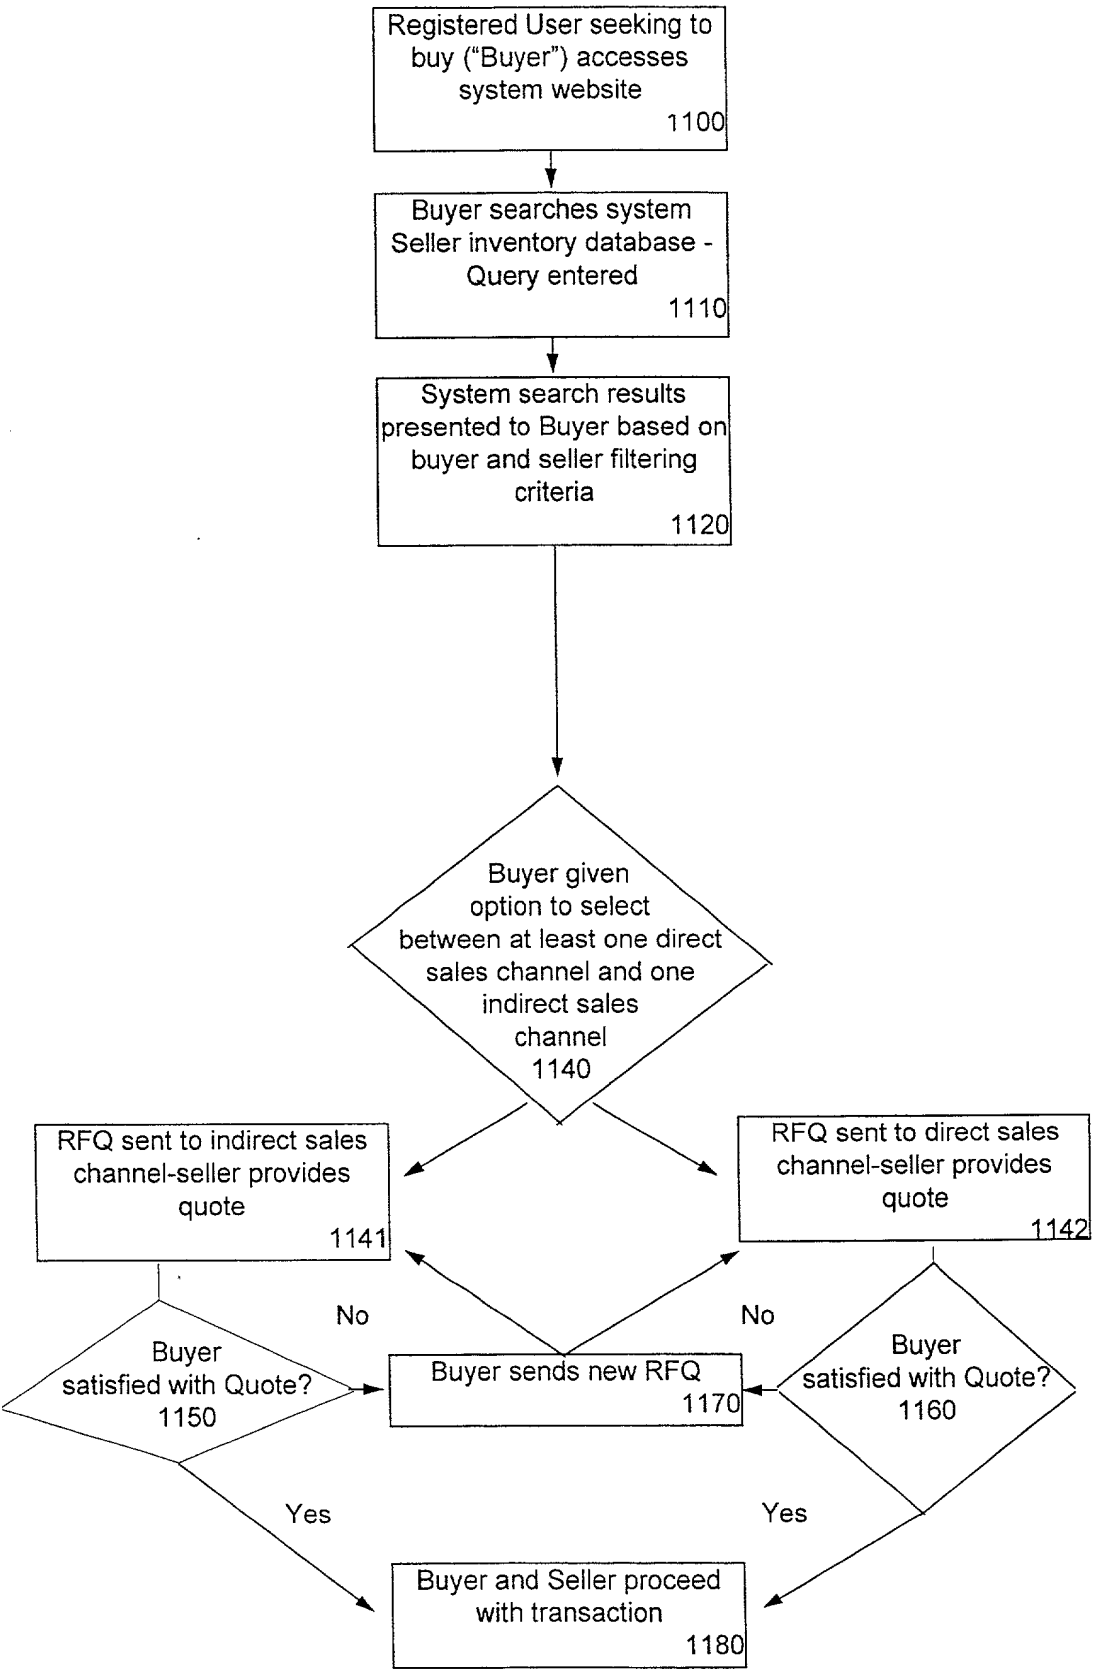 Registered User seeking to
buy (“Buyer”) accesses
system website
1100
Buyer searches system
Seller inventory database -
Query entered
1110
System search results
presented to Buyer based on
buyer and seller filtering
criteria
1120
Buyer given
option to select
between at least one direct
sales channel and one
indirect sales
channel
1140
RFQ sent to indirect sales
channel-seller provides
quote
1141
RFQ sent to direct sales
channel-seller provides
quote
1142
No
No
Buyer
satisfied with Quote?
1150
Buyer sends new RFQ
1170
Buyer
satisfied with Quote?
1160
Yes
Yes
Buyer and Seller proceed
with transaction
1180